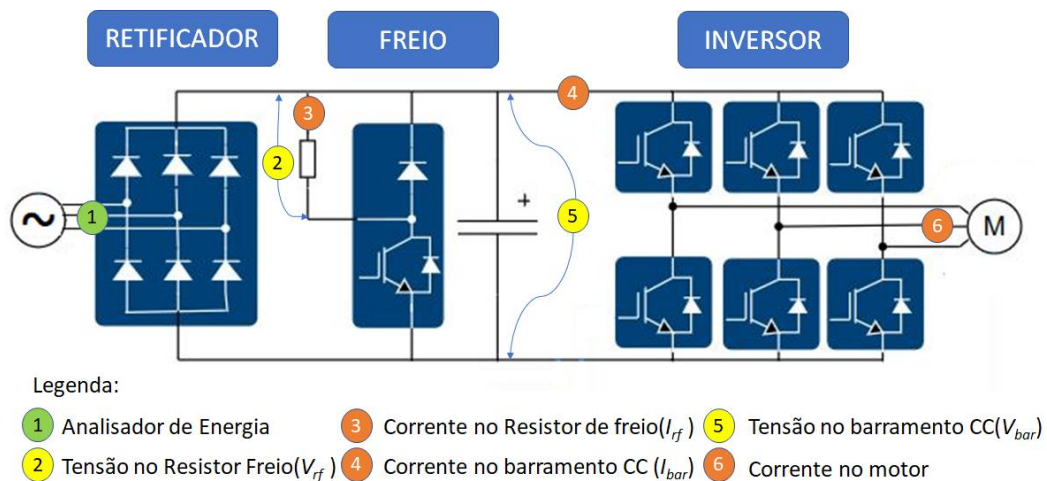 RETIFICADOR FREIO INVERSOR
3 4
2
+
~ 1 5 6 M
Legenda:
1 Analisador de Energia 3 Corrente no Resistor de freio(Irf ) 5 Tensão no barramento CC(Vbar)
2 Tensão no Resistor Freio(Vrf ) 4 Corrente no barramento CC (Ibar) 6 Corrente no motor